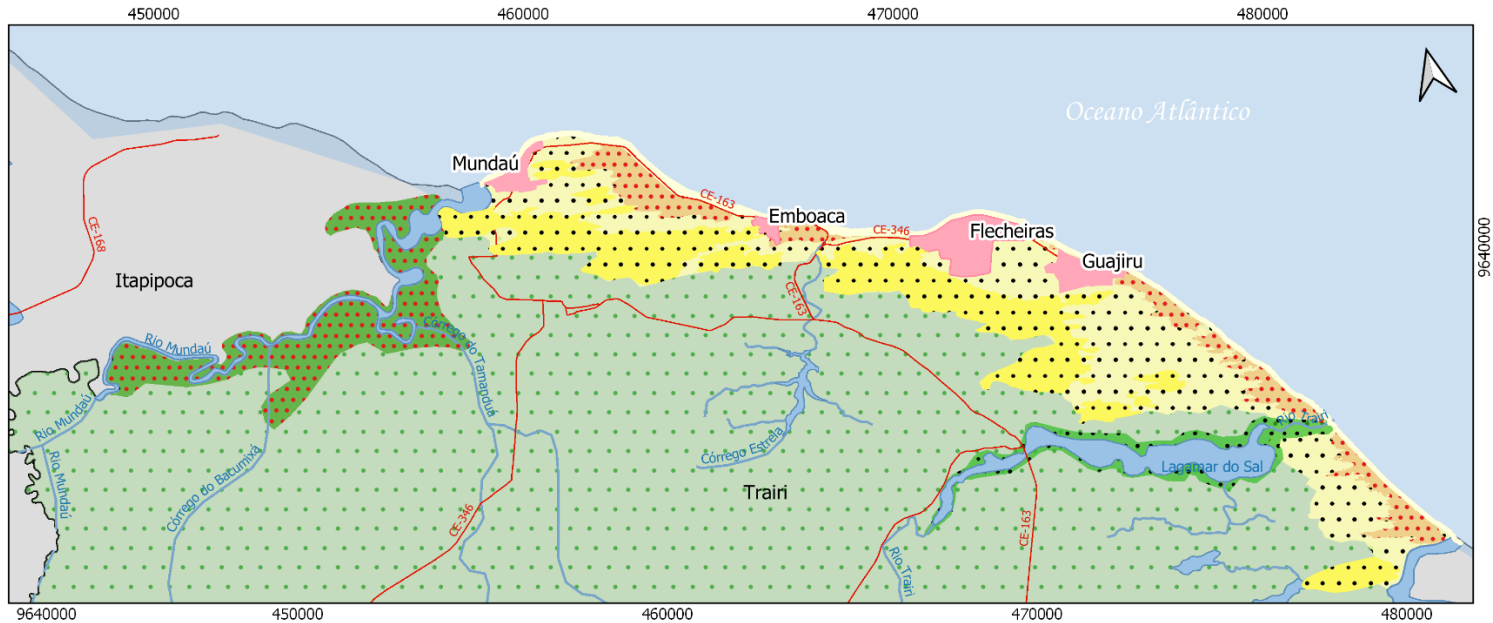 450000
460000
470000
480000
Oceano Atlântico
Mundaú
CE-163
Emboaca
CE-168
CE-346
Flecheiras
9640000
Guajiru
Itapipoca
CE-163
Rio Mundaú
Córrego do Tamanduá
Rio Mundaú
Rio Trairi
Córrego Estrela
Rio Mundaú
Córrego do Bacumixá
Lagamar do Sal
Trairi
CE-346
CE-163
Rio Trairi
9640000
450000
460000
470000
480000